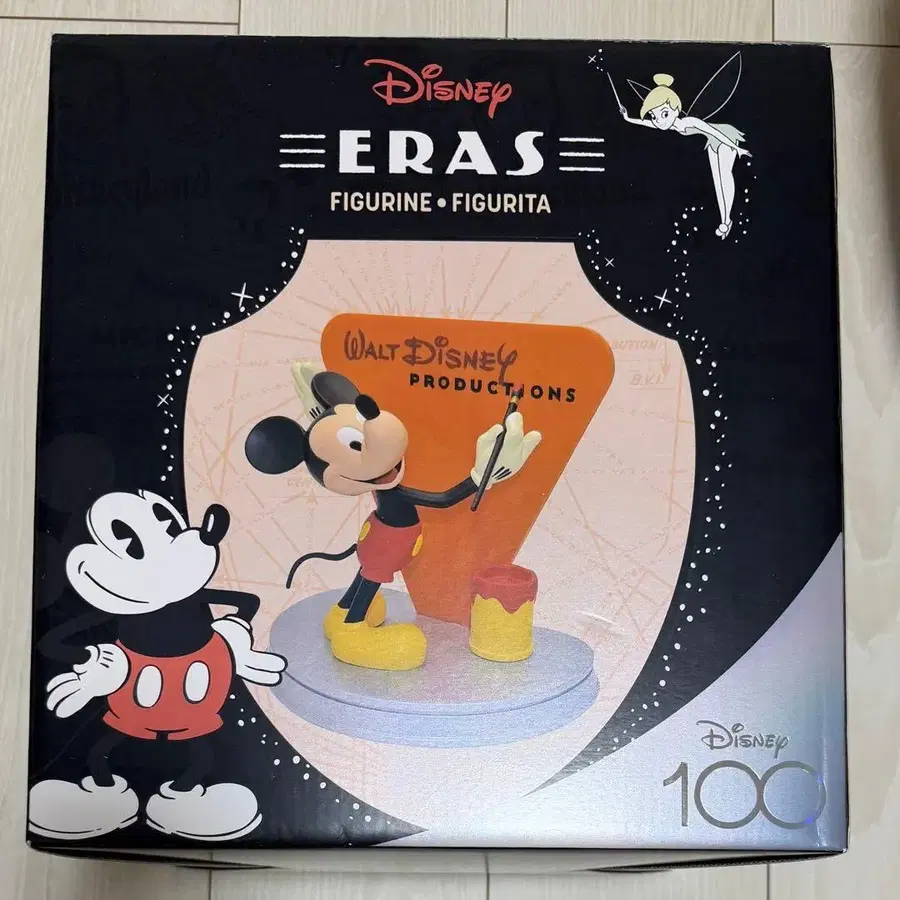 Disney
ERAS
FIGURINE • FIGURITA
WALT DISNEY
PRODUCTIONS
B.V.I.
Disney
100